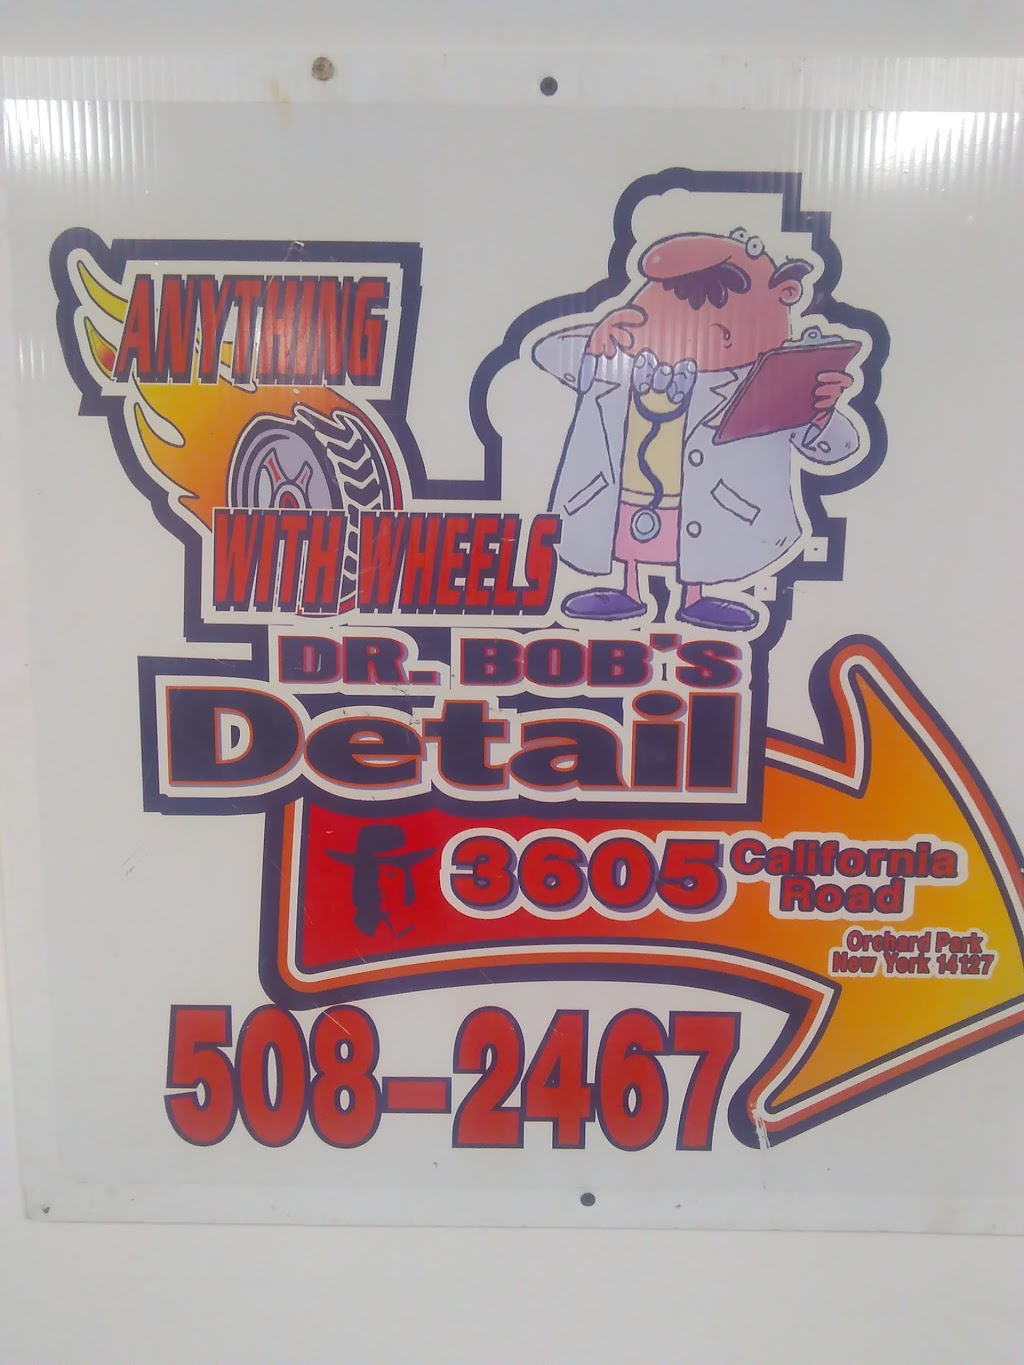 ANYTHING
WITH WHEELS
DR. BOB'S
Detail
3605 California
Road
Orchard Park
New York 14127
508-2467